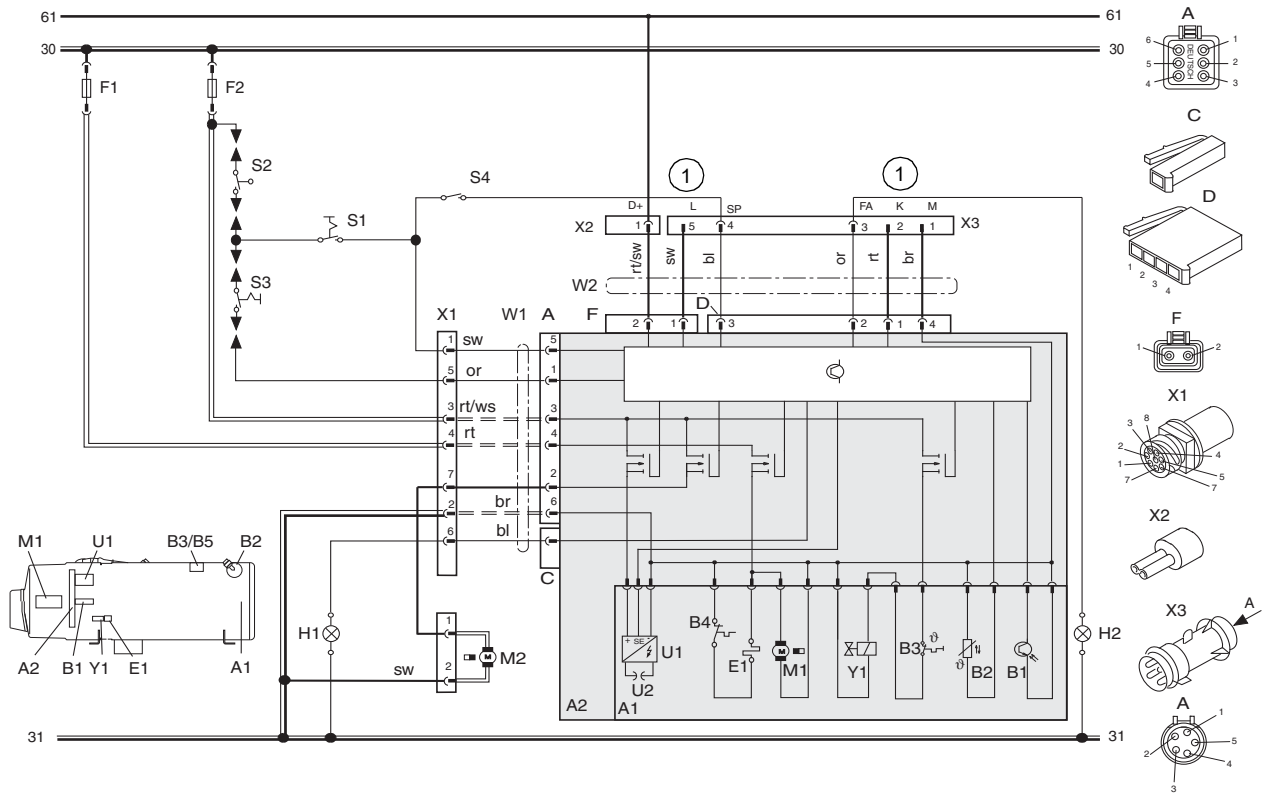 61 61
30 30
A
6 1
5 DEUTSCH 2
4 3
F1 F2
C
S2 S4 1 1
S1
D+ L SP FA K M
X2 1 5 4 3 2 1 X3
D
1 2 3 4
rt/sw sw bl or rt br
W2
S3
X1 W1 A F D
2 1 3 2 1 4
F
1 2
1 sw 5
5 or 1
3 rt/ws 3
4 rt 4
7 2
2 br 6
6 bl
C
X1
3 8
2 4
1 5
7 7
X2
M1 U1 B3/B5 B2
A2 B1 Y1 E1 A1
H1
1
M2
sw 2
+ SE -
U1
U2
B4
E1
M
M1
Y1
ϑ
B3
ϑ
B2
B1
H2
M
A2 A1
X3
A
A
1
2 5
4
3
31 31